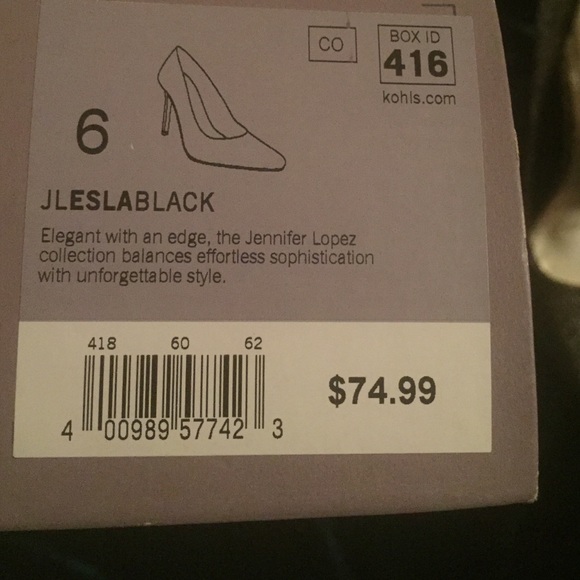 CO
BOX ID
416
kohls.com
6
JLESLABLACK
Elegant with an edge, the Jennifer Lopez
collection balances effortless sophistication
with unforgettable style.
418 60 62
$74.99
4 00989 57742 3